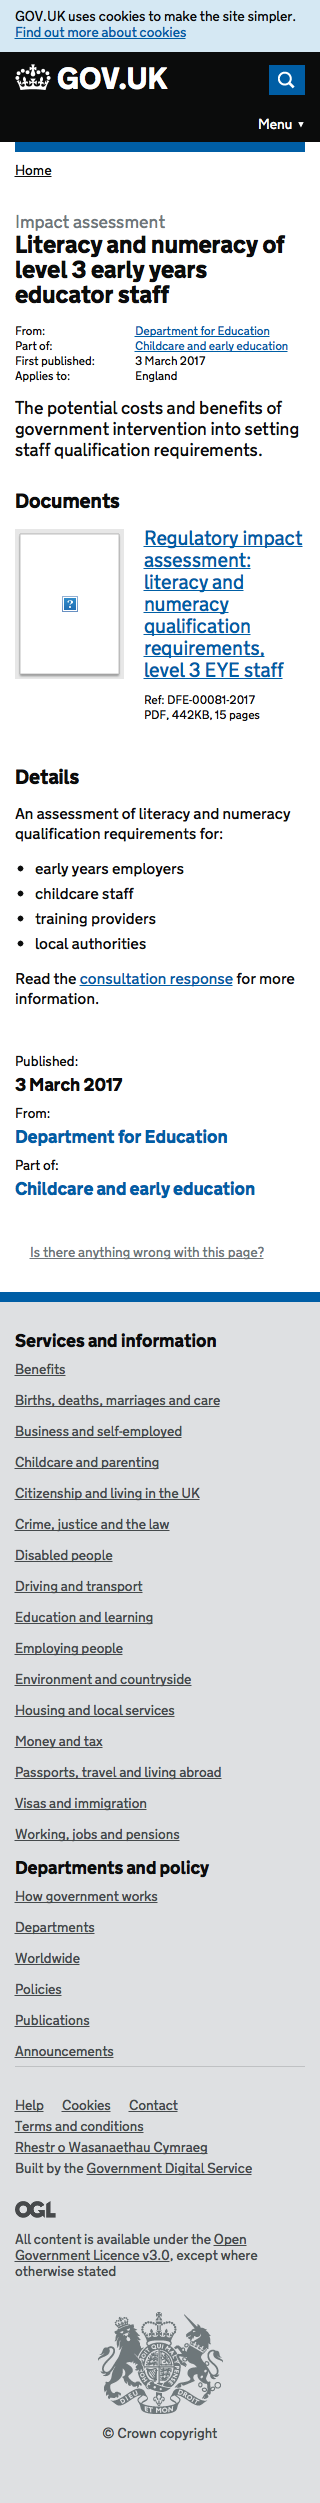 GOV.UK uses cookies to make the site simpler.
Find out more about cookies
GOV.UK
Menu ▼
Home
Impact assessment
Literacy and numeracy of
level 3 early years
educator staff
From: Department for Education
Part of: Childcare and early education
First published: 3 March 2017
Applies to: England
The potential costs and benefits of
government intervention into setting
staff qualification requirements.
Documents
?
Regulatory impact
assessment:
literacy and
numeracy
qualification
requirements,
level 3 EYE staff
Ref: DFE-00081-2017
PDF, 442KB, 15 pages
Details
An assessment of literacy and numeracy
qualification requirements for:
• early years employers
• childcare staff
• training providers
• local authorities
Read the consultation response for more
information.
Published:
3 March 2017
From:
Department for Education
Part of:
Childcare and early education
Is there anything wrong with this page?
Services and information
Benefits
Births, deaths, marriages and care
Business and self-employed
Childcare and parenting
Citizenship and living in the UK
Crime, justice and the law
Disabled people
Driving and transport
Education and learning
Employing people
Environment and countryside
Housing and local services
Money and tax
Passports, travel and living abroad
Visas and immigration
Working, jobs and pensions
Departments and policy
How government works
Departments
Worldwide
Policies
Publications
Announcements
Help Cookies Contact
Terms and conditions
Rhestr o Wasanaethau Cymraeg
Built by the Government Digital Service
OGL
All content is available under the Open
Government Licence v3.0, except where
otherwise stated
DIEU ET MON DROIT
© Crown copyright